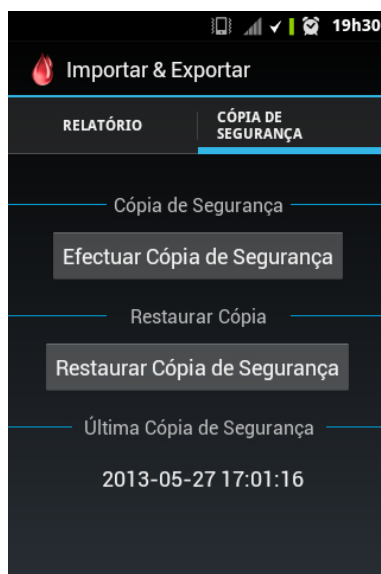 19h30
Importar & Exportar
RELATÓRIO
CÓPIA DE
SEGURANÇA
Cópia de Segurança
Efectuar Cópia de Segurança
Restaurar Cópia
Restaurar Cópia de Segurança
Última Cópia de Segurança
2013-05-27 17:01:16